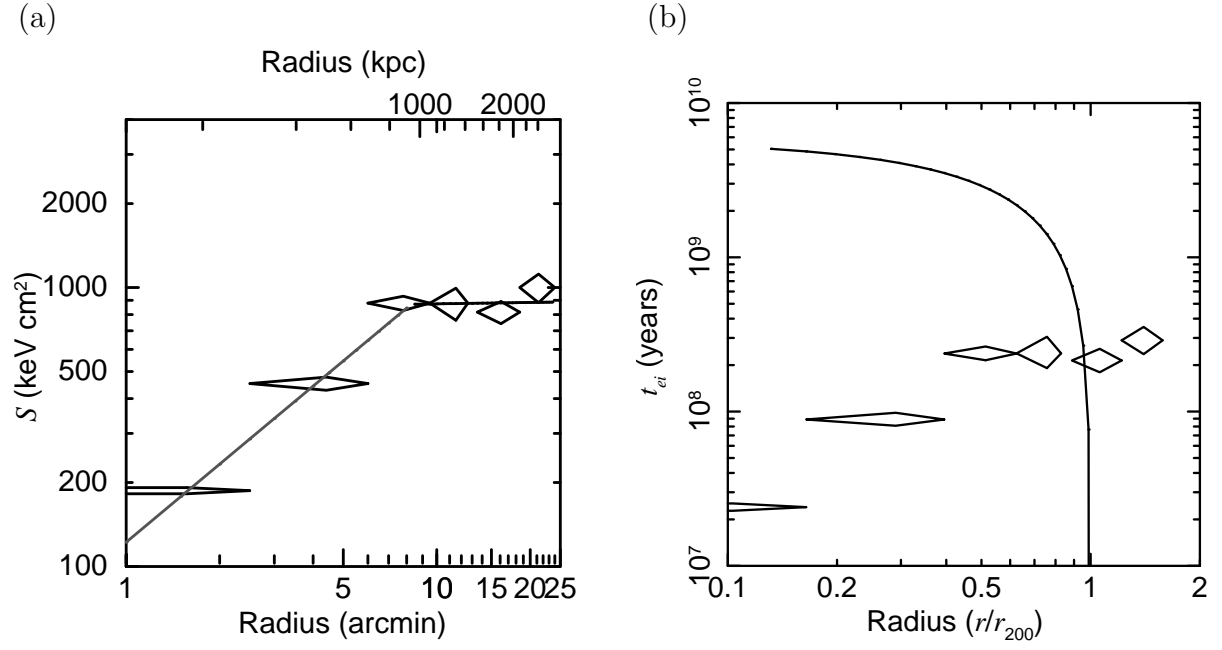 (a)
(b)
Radius (kpc)
1000 2000
2000
1000
500
200
100
S (keV cm²)
1 5 10 15 20 25
Radius (arcmin)
10¹⁰
10⁹
10⁸
10⁷
t_ei (years)
0.1 0.2 0.5 1 2
Radius (r/r₂₀₀)